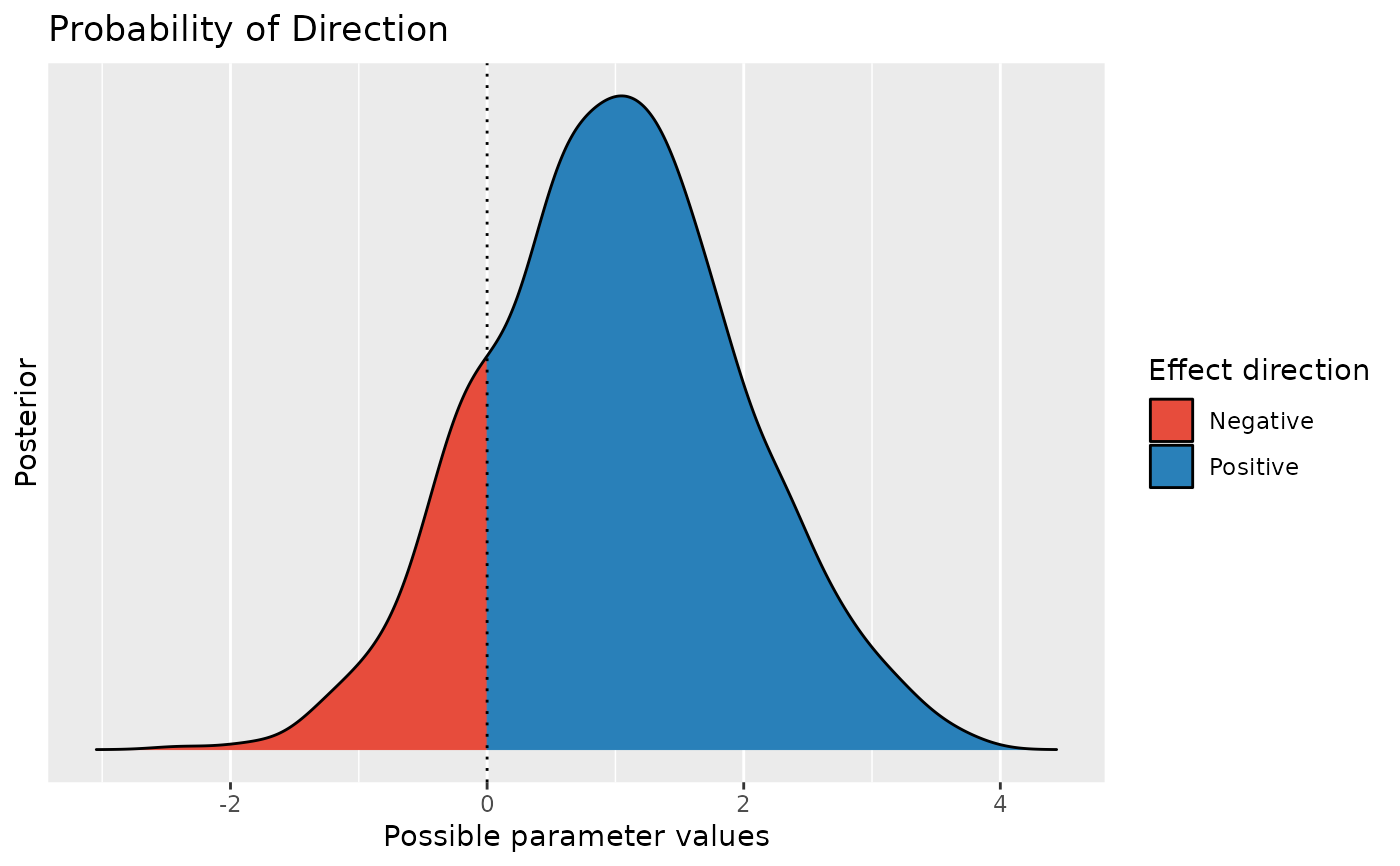 Probability of Direction
Posterior
-2
0
2
4
Possible parameter values
Effect direction
Negative
Positive